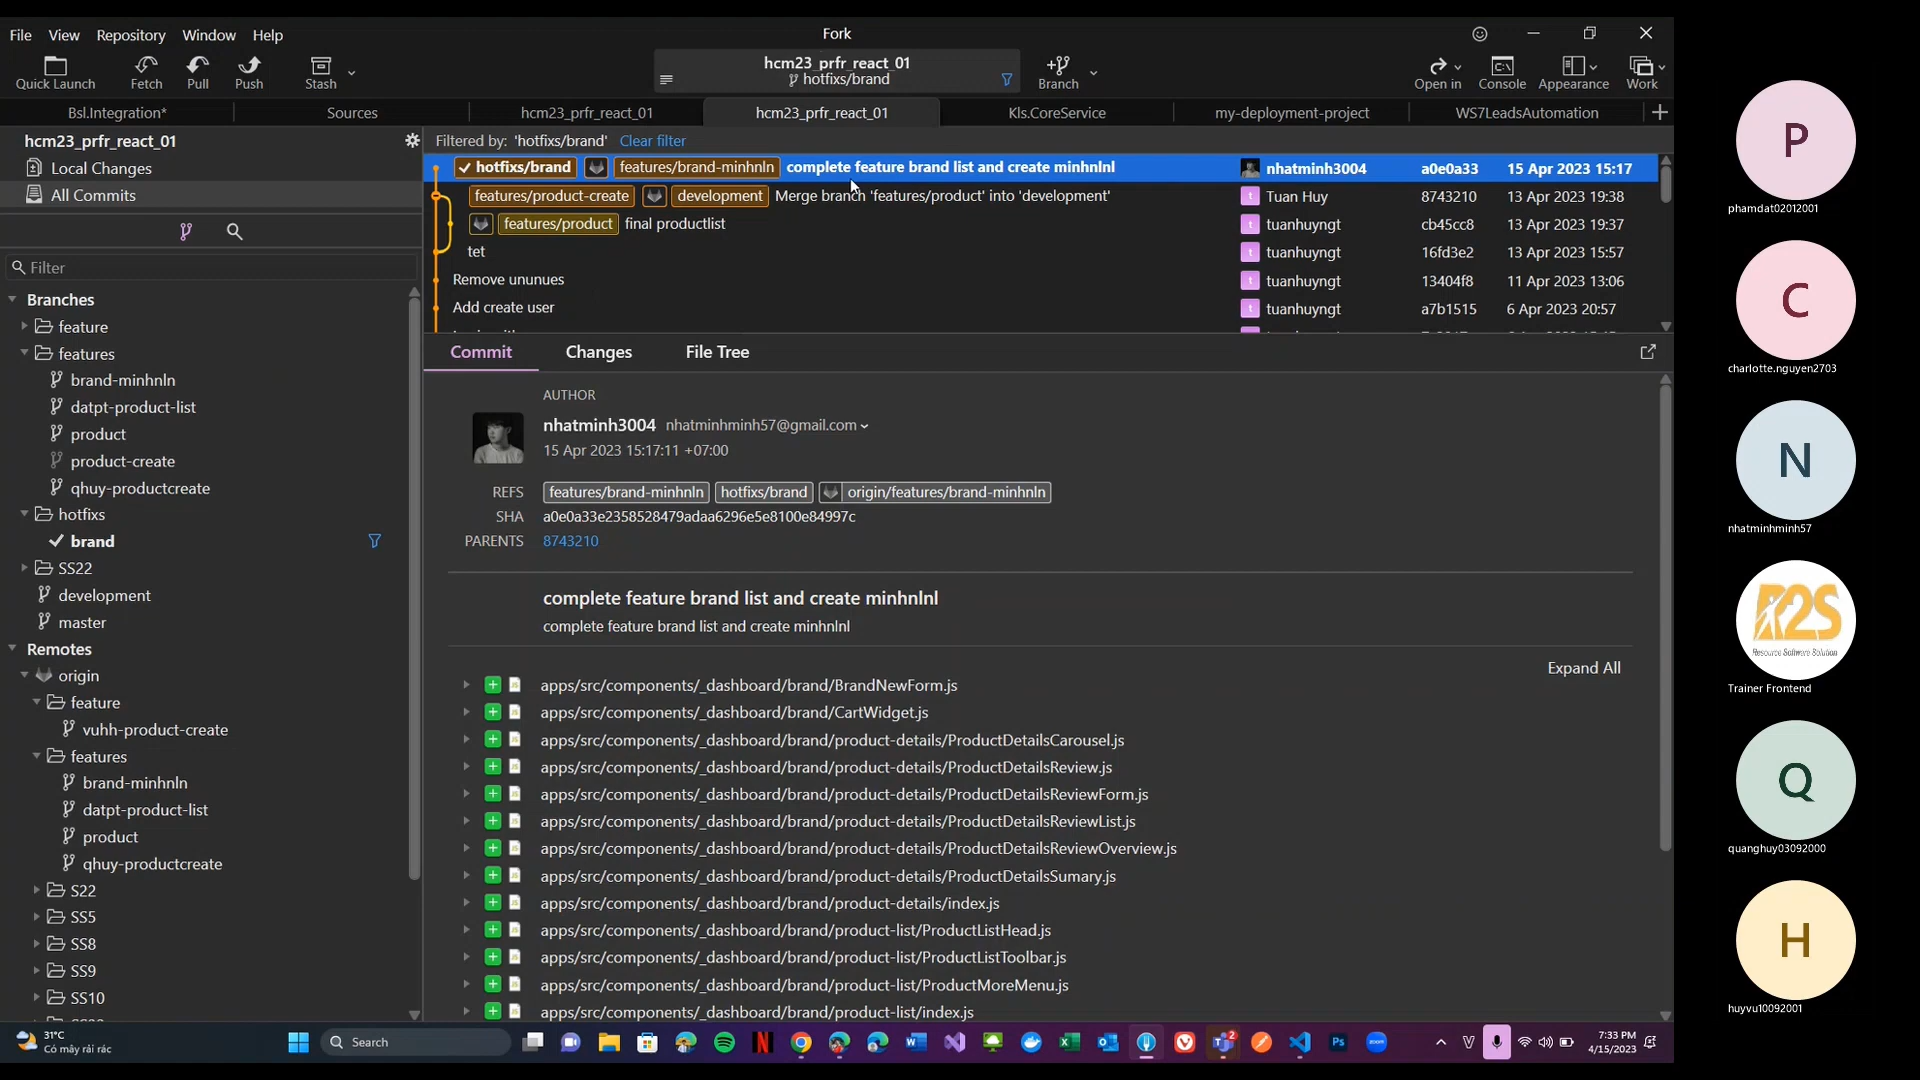 File View Repository Window Help
Fork
Quick Launch
Fetch
Pull
Push
Stash
hcm23_prfr_react_01
hotfixs/brand
Branch
Open in
Console
Appearance
Work
Bsl.Integration*
Sources
hcm23_prfr_react_01
hcm23_prfr_react_01
Kls.CoreService
my-deployment-project
WS7LeadsAutomation
hcm23_prfr_react_01
Local Changes
All Commits
Filter
Branches
feature
features
brand-minhnln
datpt-product-list
product
product-create
qhuy-productcreate
hotfixs
brand
SS22
development
master
Remotes
origin
feature
vuhh-product-create
features
brand-minhnln
datpt-product-list
product
qhuy-productcreate
S22
SS5
SS8
SS9
SS10
Filtered by: 'hotfixs/brand' Clear filter
hotfixs/brand features/brand-minhnln complete feature brand list and create minhnlnl nhatminh3004 a0e0a33 15 Apr 2023 15:17
features/product-create development Merge branch 'features/product' into 'development' Tuan Huy 8743210 13 Apr 2023 19:38
features/product final productlist tuanhuyngt cb45cc8 13 Apr 2023 19:37
tet tuanhuyngt 16fd3e2 13 Apr 2023 15:57
Remove ununues tuanhuyngt 13404f8 11 Apr 2023 13:06
Add create user tuanhuyngt a7b1515 6 Apr 2023 20:57
Commit Changes File Tree
AUTHOR
nhatminh3004 nhatminhminh57@gmail.com
15 Apr 2023 15:17:11 +07:00
REFS features/brand-minhnln hotfixs/brand origin/features/brand-minhnln
SHA a0e0a33e2358528479adaa6296e5e8100e84997c
PARENTS 8743210
complete feature brand list and create minhnlnl
complete feature brand list and create minhnlnl
Expand All
apps/src/components/_dashboard/brand/BrandNewForm.js
apps/src/components/_dashboard/brand/CartWidget.js
apps/src/components/_dashboard/brand/product-details/ProductDetailsCarousel.js
apps/src/components/_dashboard/brand/product-details/ProductDetailsReview.js
apps/src/components/_dashboard/brand/product-details/ProductDetailsReviewForm.js
apps/src/components/_dashboard/brand/product-details/ProductDetailsReviewList.js
apps/src/components/_dashboard/brand/product-details/ProductDetailsReviewOverview.js
apps/src/components/_dashboard/brand/product-details/ProductDetailsSumary.js
apps/src/components/_dashboard/brand/product-details/index.js
apps/src/components/_dashboard/brand/product-list/ProductListHead.js
apps/src/components/_dashboard/brand/product-list/ProductListToolbar.js
apps/src/components/_dashboard/brand/product-list/ProductMoreMenu.js
apps/src/components/_dashboard/brand/product-list/index.js
31°C
Có mây rải rác
Search
7:33 PM
4/15/2023
P
phamdat02012001
C
charlotte.nguyen2703
N
nhatminhminh57
R2S
Resource Software Solution
Trainer Frontend
Q
quanghuy03092000
H
huyvu10092001